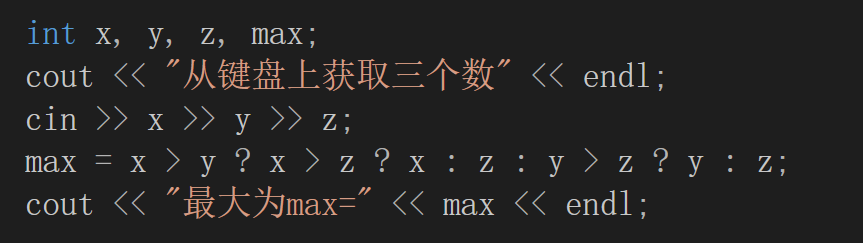 int x, y, z, max;
cout << "从键盘上获取三个数" << endl;
cin >> x >> y >> z;
max = x > y ? x > z ? x : z : y > z ? y : z;
cout << "最大为max=" << max << endl;